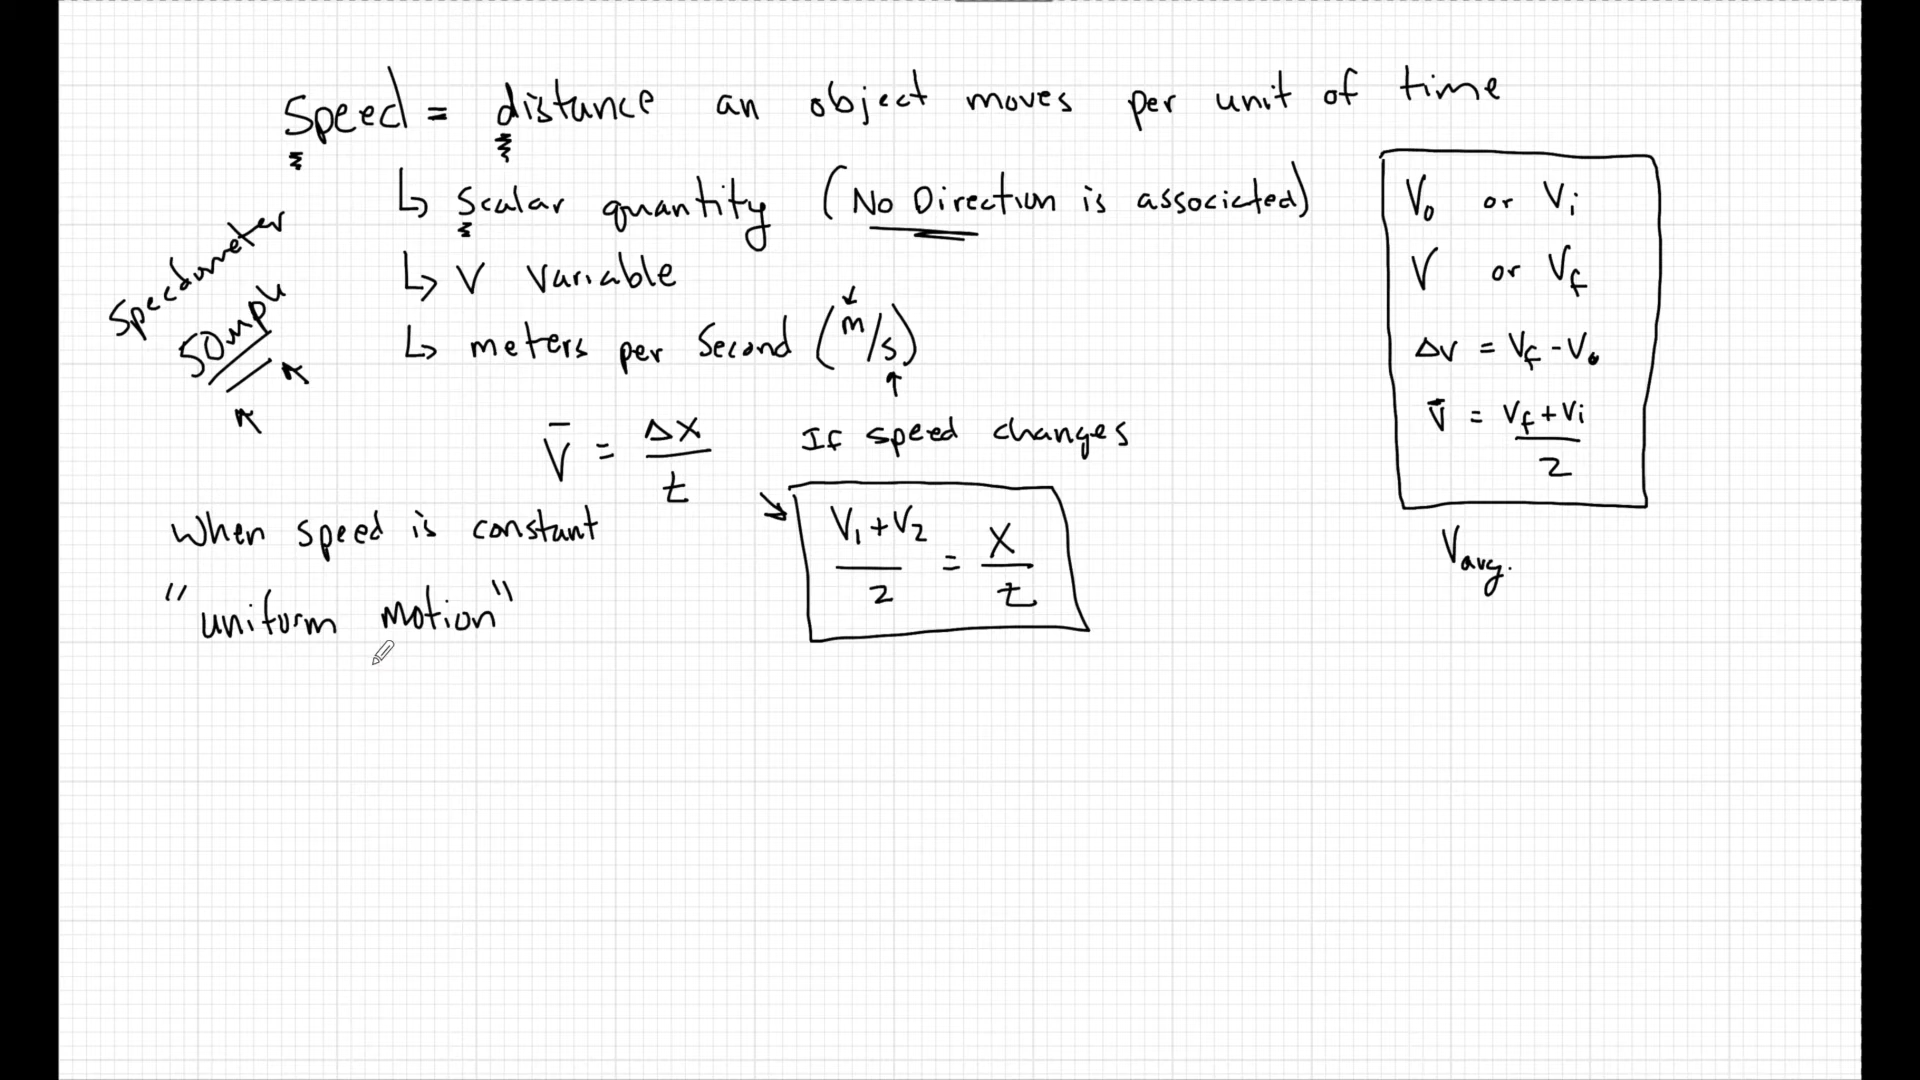 Speed = distance an object moves per unit of time
↳ scalar quantity (No Direction is associated)
↳ V variable
↳ meters per Second (m/s)
Speedometer
50mph
V̄ = Δx/t
When speed is constant
"uniform motion"
If speed changes
(V₁+V₂)/2 = X/t
V₀ or Vᵢ
V or V_f
ΔV = V_f - V₀
V̄ = (V_f + Vᵢ)/2
V avg.